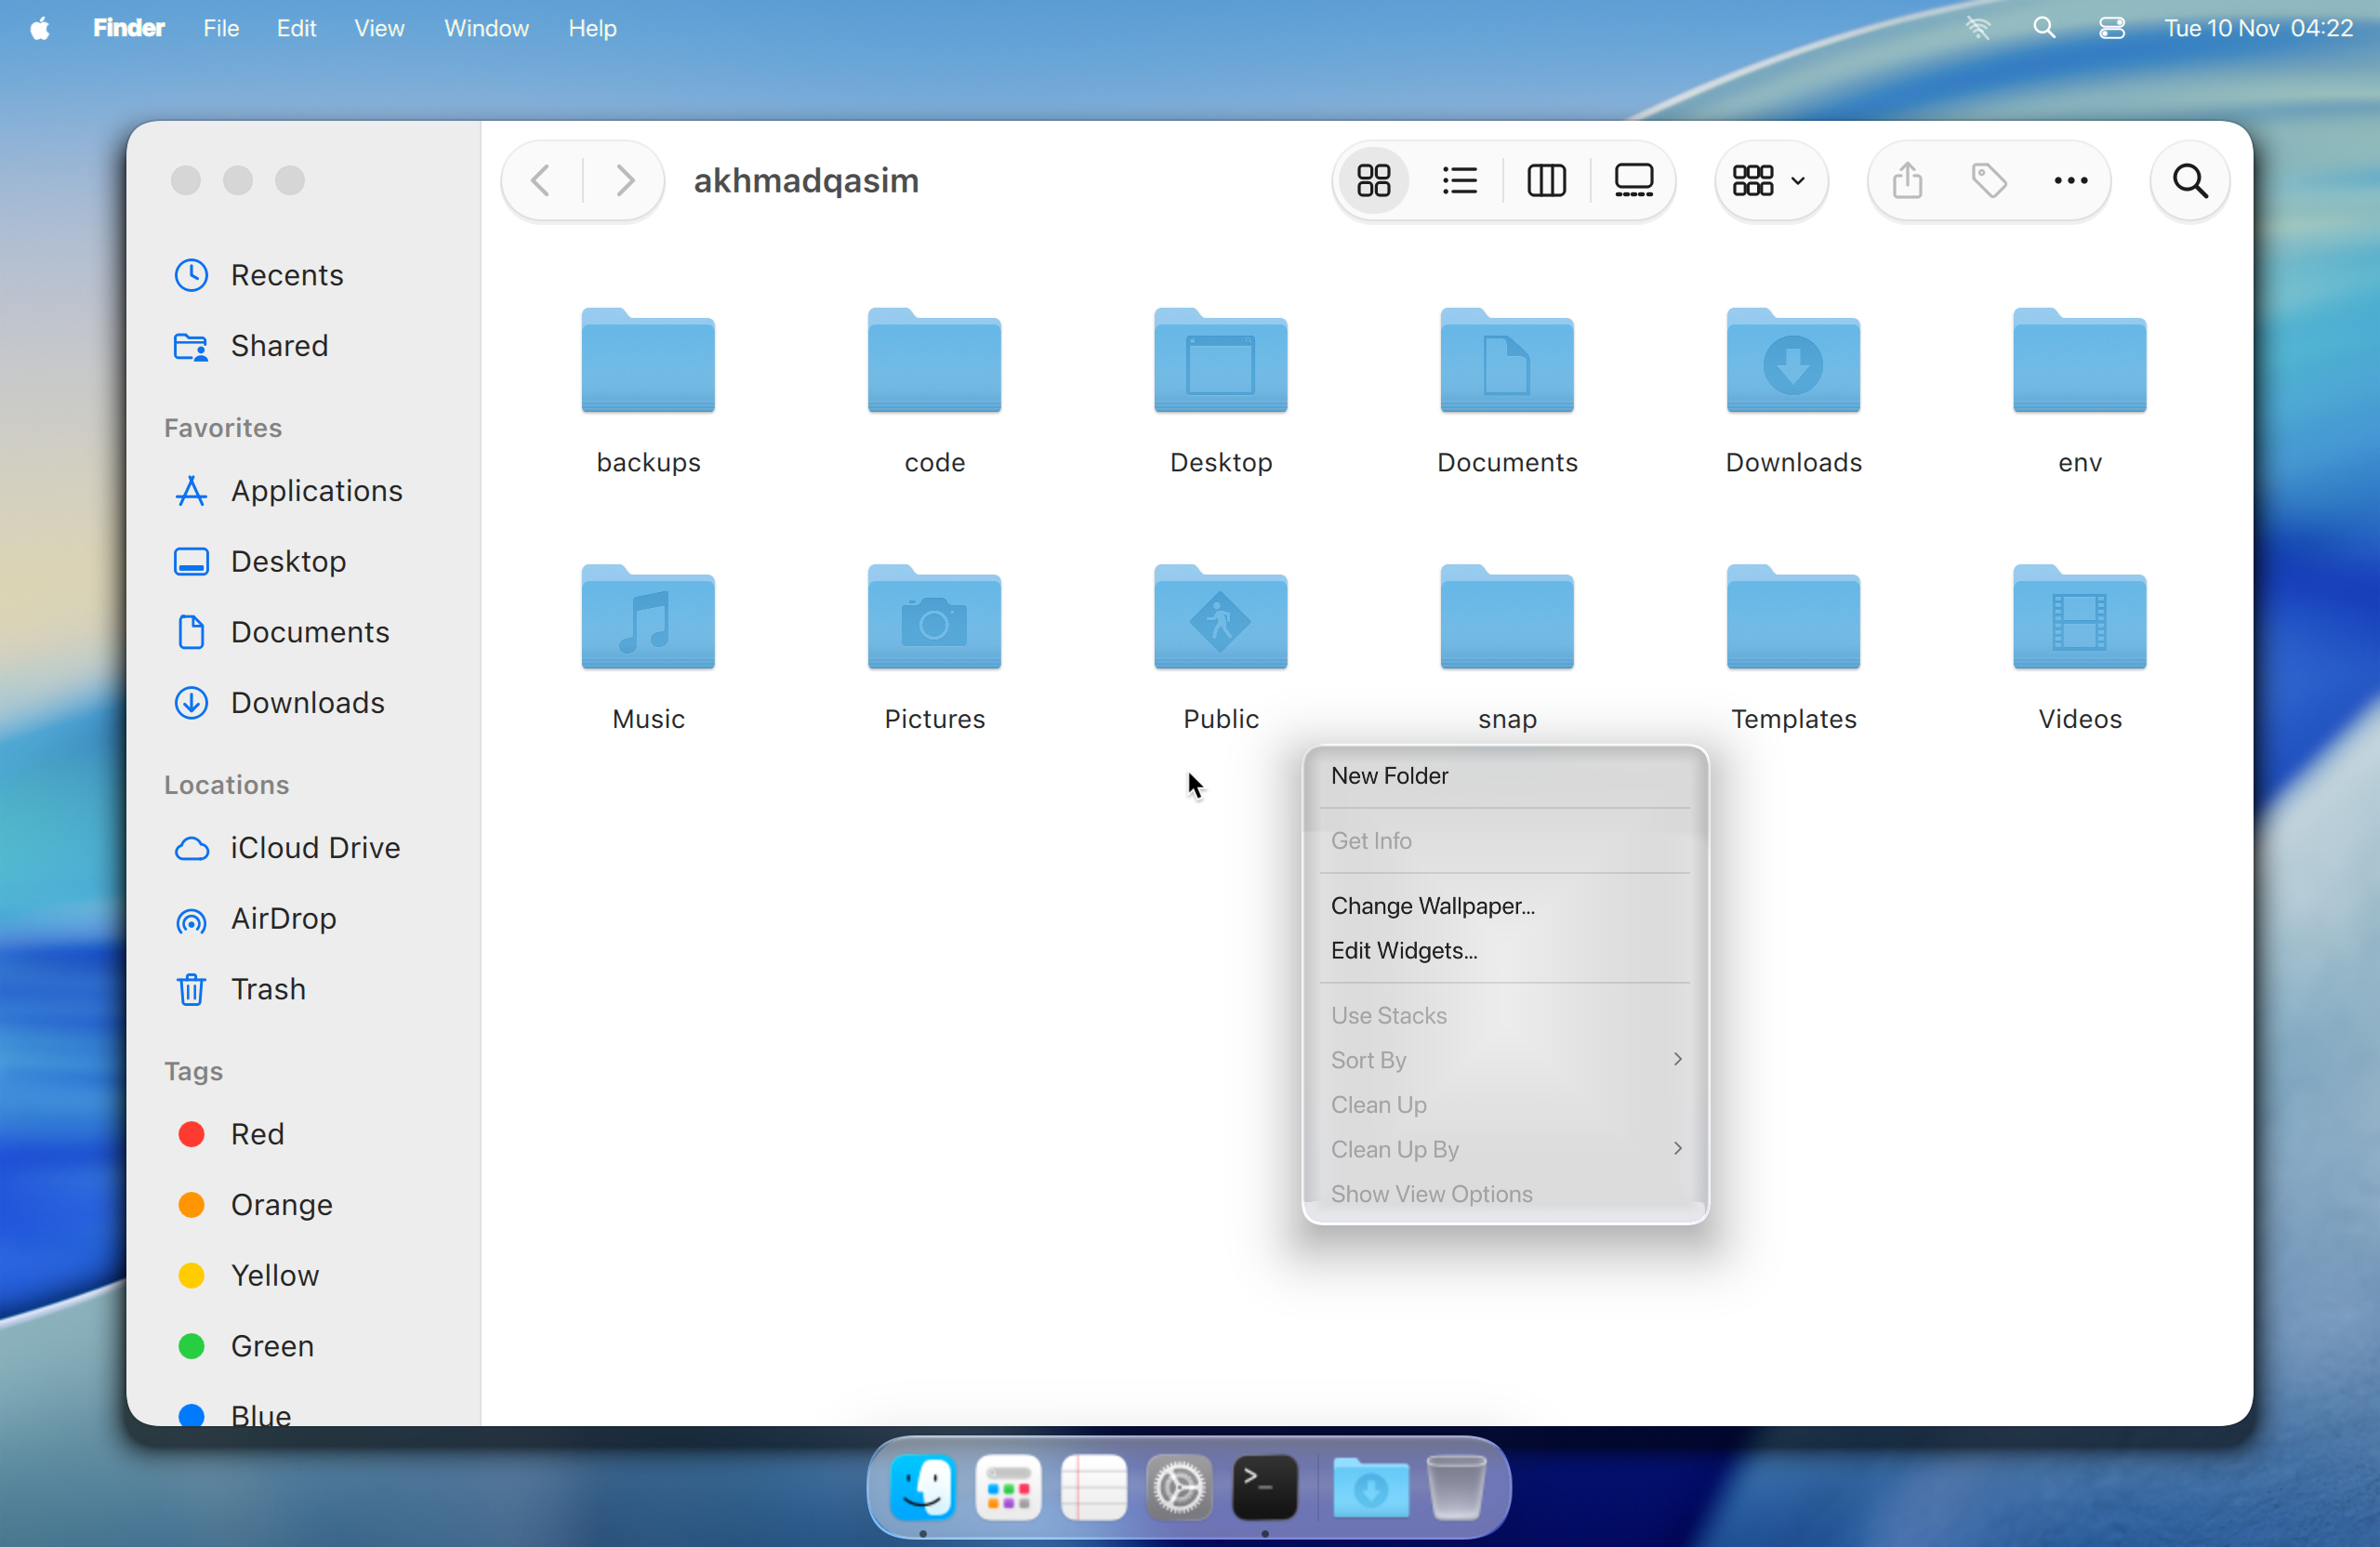 Finder File Edit View Window Help Tue 10 Nov 04:22
akhmadqasim
Recents
Shared
Favorites
Applications
Desktop
Documents
Downloads
Locations
iCloud Drive
AirDrop
Trash
Tags
Red
Orange
Yellow
Green
Blue
backups code Desktop Documents Downloads env
Music Pictures Public snap Templates Videos
New Folder
Get Info
Change Wallpaper...
Edit Widgets...
Use Stacks
Sort By
Clean Up
Clean Up By
Show View Options